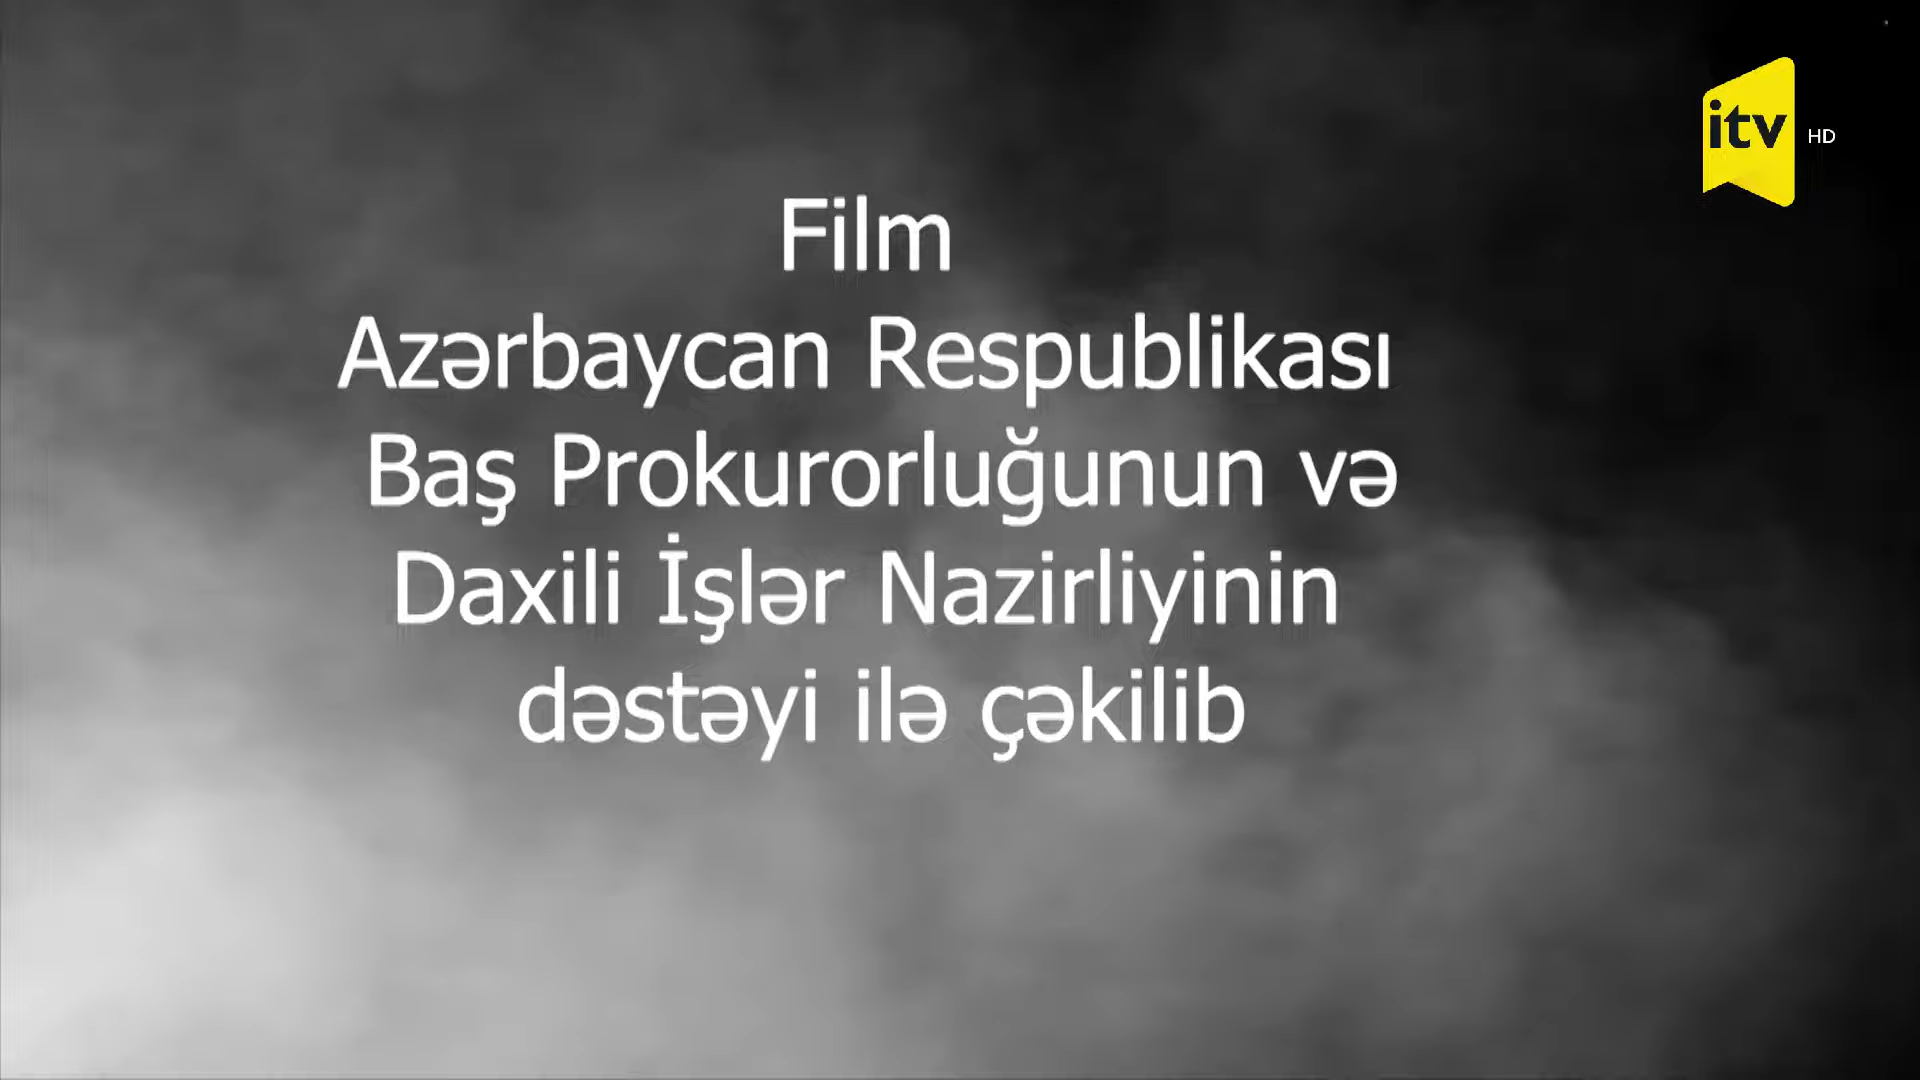 itv HD
Film
Azərbaycan Respublikası
Baş Prokurorluğunun və
Daxili İşlər Nazirliyinin
dəstəyi ilə çəkilib